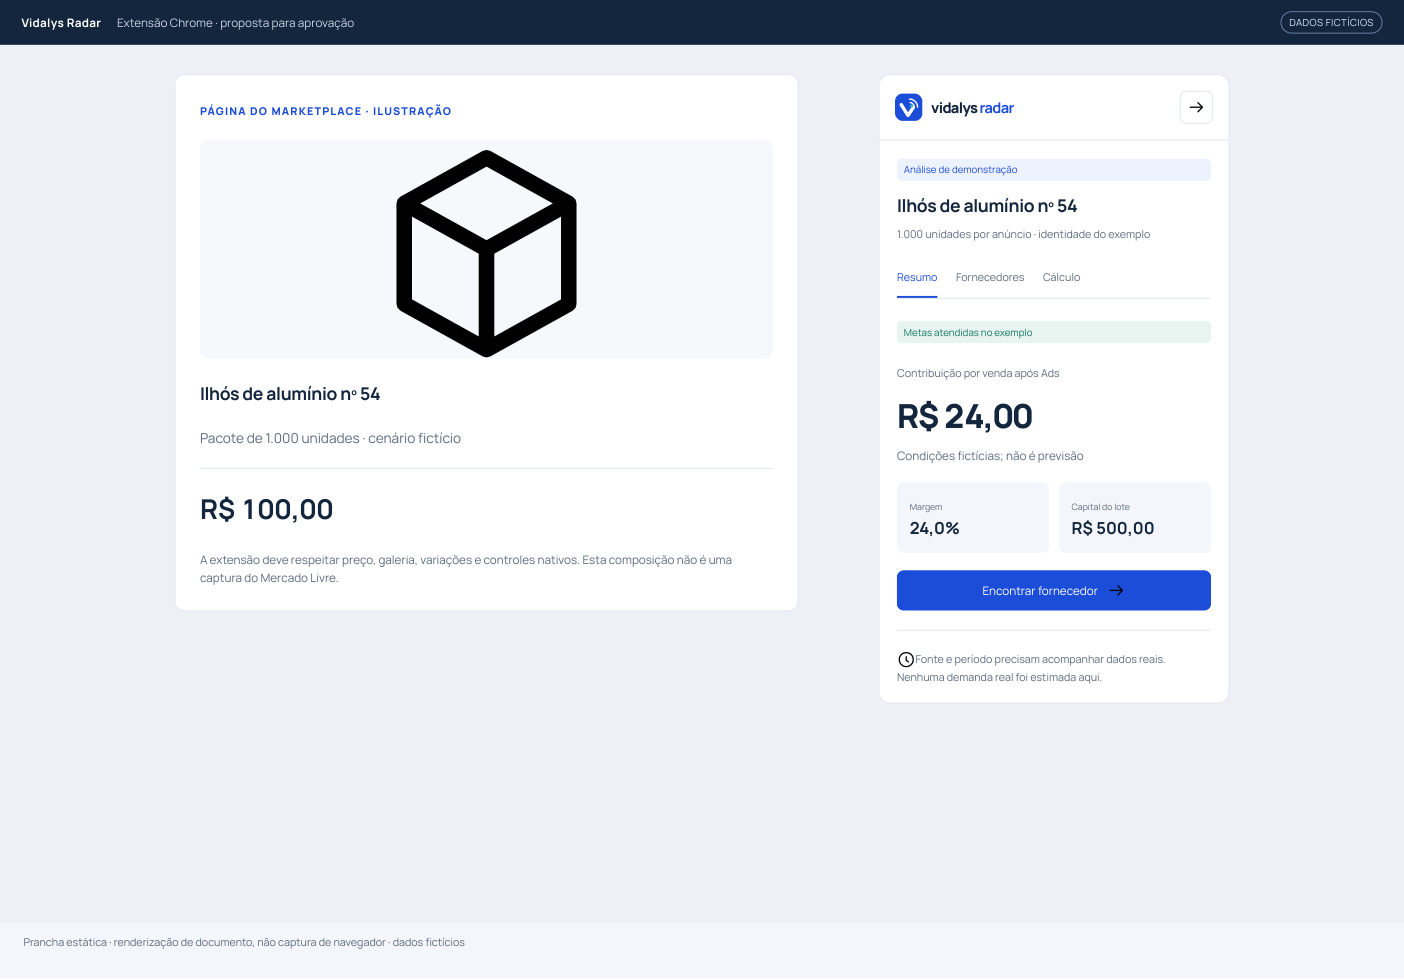 Vidalys Radar Extensão Chrome · proposta para aprovação
DADOS FICTÍCIOS
PÁGINA DO MARKETPLACE · ILUSTRAÇÃO
Ilhós de alumínio nº 54
Pacote de 1.000 unidades · cenário fictício
R$ 100,00
A extensão deve respeitar preço, galeria, variações e controles nativos. Esta composição não é uma
captura do Mercado Livre.
vidalys radar
Análise de demonstração
Ilhós de alumínio nº 54
1.000 unidades por anúncio · identidade do exemplo
Resumo Fornecedores Cálculo
Metas atendidas no exemplo
Contribuição por venda após Ads
R$ 24,00
Condições fictícias; não é previsão
Margem
24,0%
Capital do lote
R$ 500,00
Encontrar fornecedor
Fonte e período precisam acompanhar dados reais.
Nenhuma demanda real foi estimada aqui.
Prancha estática · renderização de documento, não captura de navegador · dados fictícios